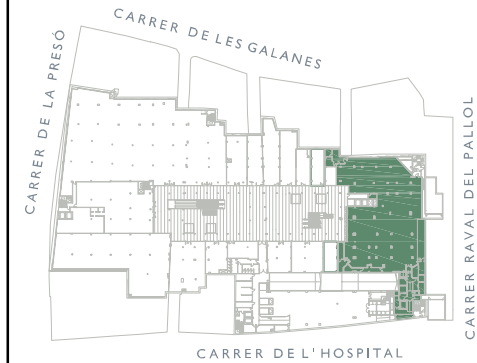 CARRER DE LES GALANES
CARRER DE LA PRESÓ
CARRER RAVAL DEL PALLOL
CARRER DE L'HOSPITAL